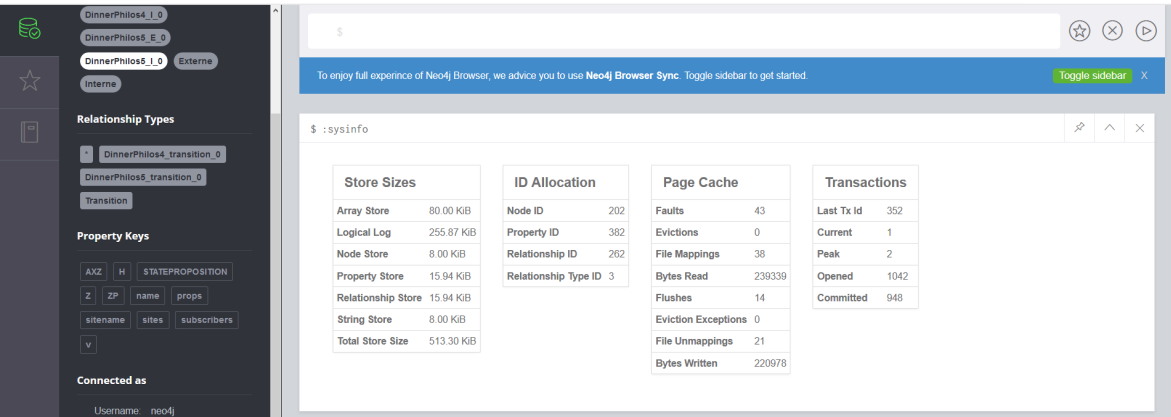 DinnerPhilos4_I_0
DinnerPhilos5_E_0
DinnerPhilos5_I_0 Externe
Interne
Relationship Types
* DinnerPhilos4_transition_0
DinnerPhilos5_transition_0
Transition
Property Keys
AXZ H STATEPROPOSITION
Z ZP name props
sitename sites subscribers
v
Connected as
Username: neo4j
$
To enjoy full experince of Neo4j Browser, we advice you to use Neo4j Browser Sync. Toggle sidebar to get started. Toggle sidebar X
$ :sysinfo
Store Sizes
Array Store 80.00 KiB
Logical Log 255.87 KiB
Node Store 8.00 KiB
Property Store 15.94 KiB
Relationship Store 15.94 KiB
String Store 8.00 KiB
Total Store Size 513.30 KiB
ID Allocation
Node ID 202
Property ID 382
Relationship ID 262
Relationship Type ID 3
Page Cache
Faults 43
Evictions 0
File Mappings 38
Bytes Read 239339
Flushes 14
Eviction Exceptions 0
File Unmappings 21
Bytes Written 220978
Transactions
Last Tx Id 352
Current 1
Peak 2
Opened 1042
Committed 948